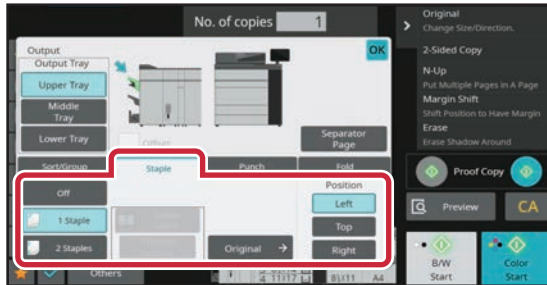 No. of copies 1
Output
OK
Output Tray
Upper Tray
Middle
Tray
Lower Tray
Offset
Separator
Page
Sort/Group
Staple
Punch
Fold
Off
1 Staple
2 Staples
Original
Position
Left
Top
Right
Others
A4
Original
Change Size/Direction.
2-Sided Copy
N-Up
Put Multiple Pages in A Page
Margin Shift
Shift Position to Have Margin
Erase
Erase Shadow Around
Proof Copy
Preview
CA
B/W
Start
Color
Start